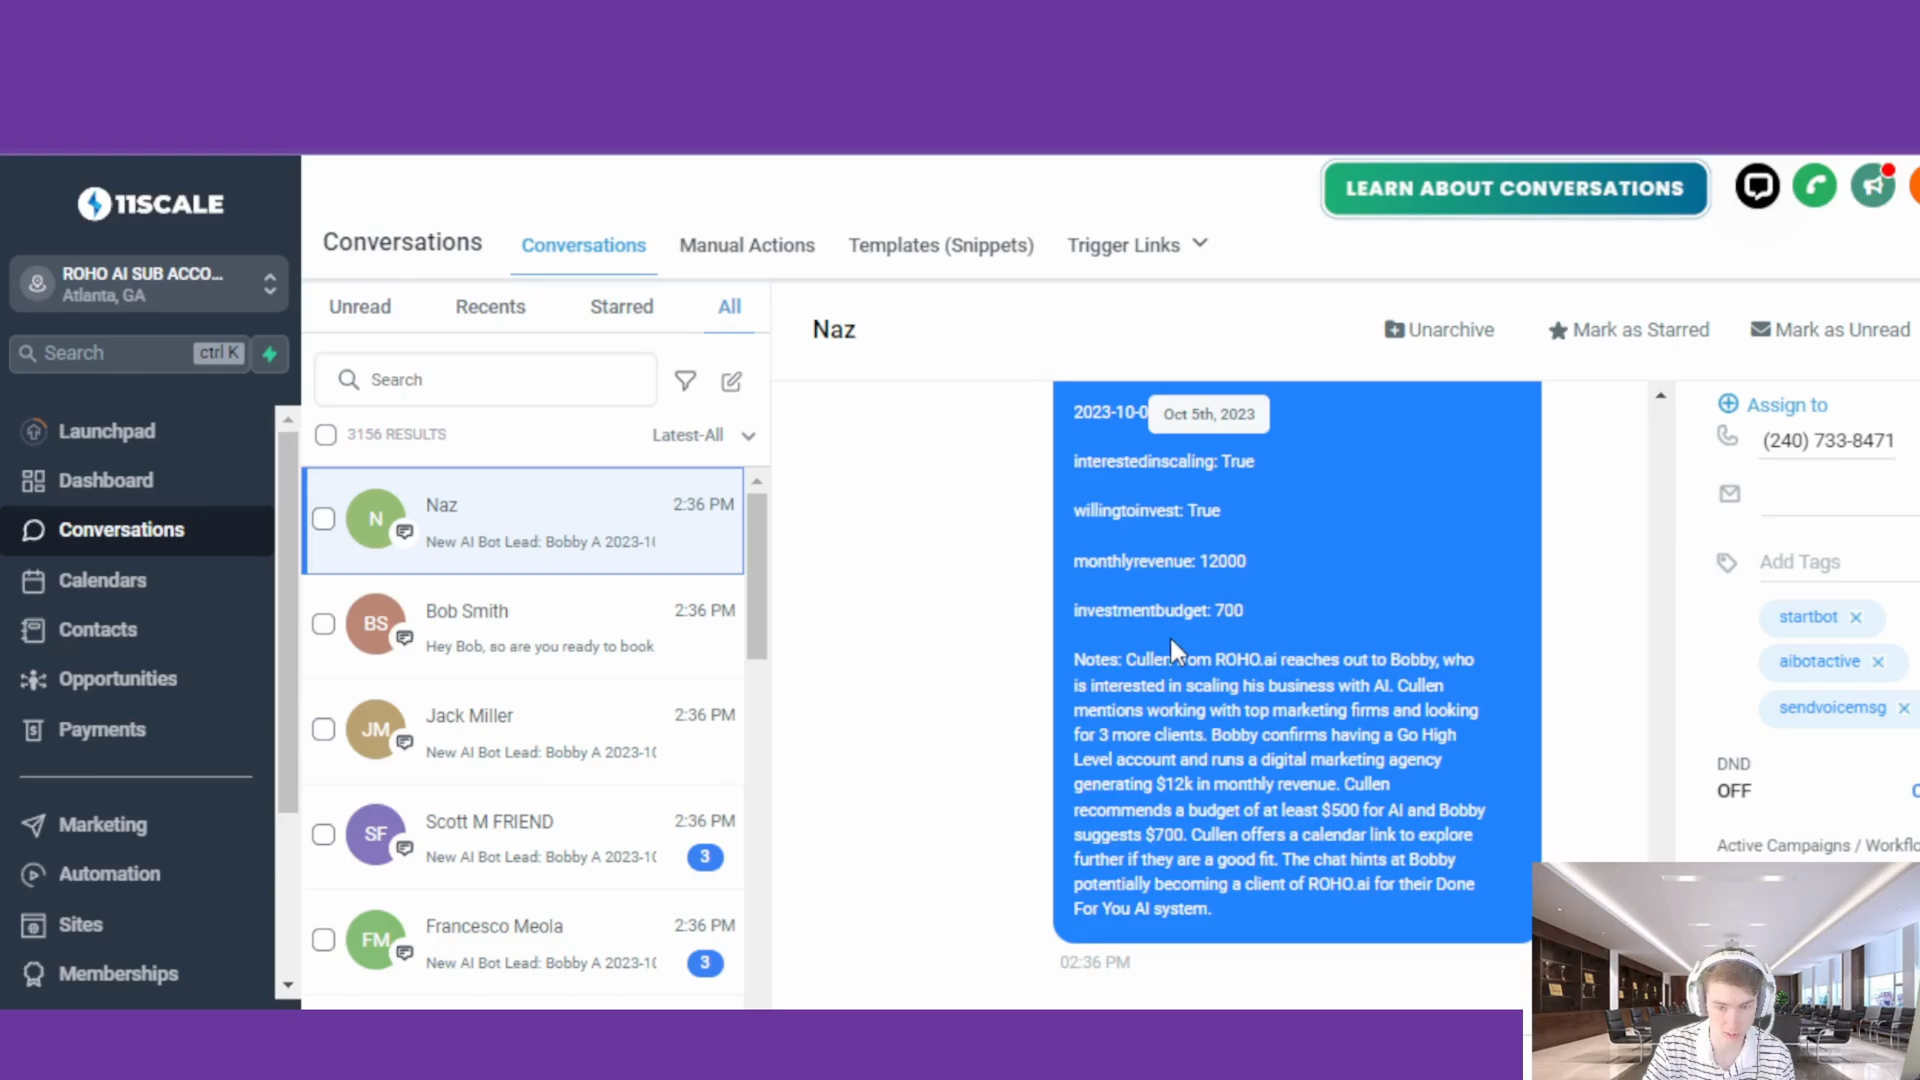 LEARN ABOUT CONVERSATIONS
11SCALE
Conversations
Conversations
Manual Actions
Templates (Snippets)
Trigger Links
ROHO AI SUB ACCO...
Atlanta, GA
Search
ctrl K
Launchpad
Dashboard
Conversations
Calendars
Contacts
Opportunities
Payments
Marketing
Automation
Sites
Memberships
Unread
Recents
Starred
All
Search
3156 RESULTS
Latest-All
N
Naz
2:36 PM
New AI Bot Lead: Bobby A 2023-10
BS
Bob Smith
2:36 PM
Hey Bob, so are you ready to book
JM
Jack Miller
2:36 PM
New AI Bot Lead: Bobby A 2023-10
SF
Scott M FRIEND
2:36 PM
New AI Bot Lead: Bobby A 2023-10
3
FM
Francesco Meola
2:36 PM
New AI Bot Lead: Bobby A 2023-10
3
Naz
Unarchive
Mark as Starred
Mark as Unread
2023-10-0
Oct 5th, 2023
interestedinscaling: True
willingtoinvest: True
monthlyrevenue: 12000
investmentbudget: 700
Notes: Cullen from ROHO.ai reaches out to Bobby, who
is interested in scaling his business with AI. Cullen
mentions working with top marketing firms and looking
for 3 more clients. Bobby confirms having a Go High
Level account and runs a digital marketing agency
generating $12k in monthly revenue. Cullen
recommends a budget of at least $500 for AI and Bobby
suggests $700. Cullen offers a calendar link to explore
further if they are a good fit. The chat hints at Bobby
potentially becoming a client of ROHO.ai for their Done
For You AI system.
02:36 PM
Assign to
(240) 733-8471
Add Tags
startbot
aibotactive
sendvoicemsg
DND
OFF
Active Campaigns / Workflo